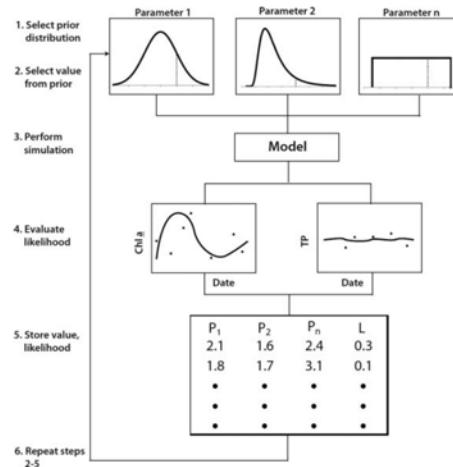 Parameter 1
Parameter 2
Parameter n
1. Select prior
distribution
2. Select value
from prior
3. Perform
simulation
Model
4. Evaluate
likelihood
Chl a
Date
TP
Date
5. Store value,
likelihood
P1 P2 Pn L
2.1 1.6 2.4 0.3
1.8 1.7 3.1 0.1
6. Repeat steps
2-5